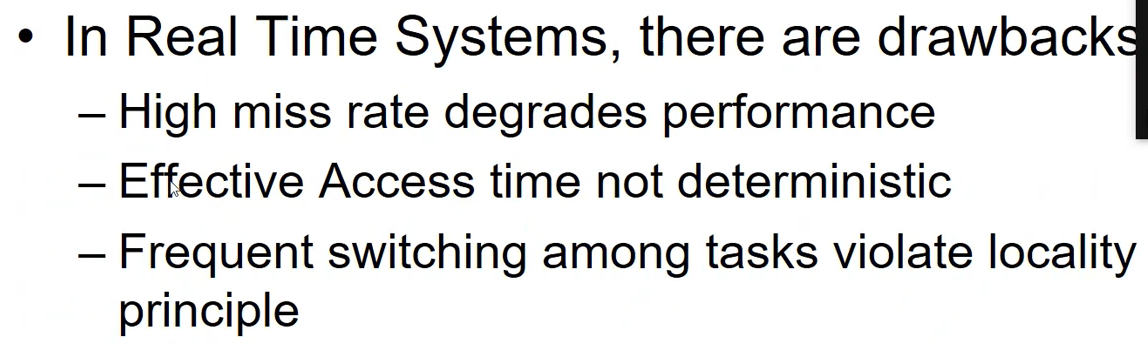 • In Real Time Systems, there are drawbacks
– High miss rate degrades performance
– Effective Access time not deterministic
– Frequent switching among tasks violate locality
principle